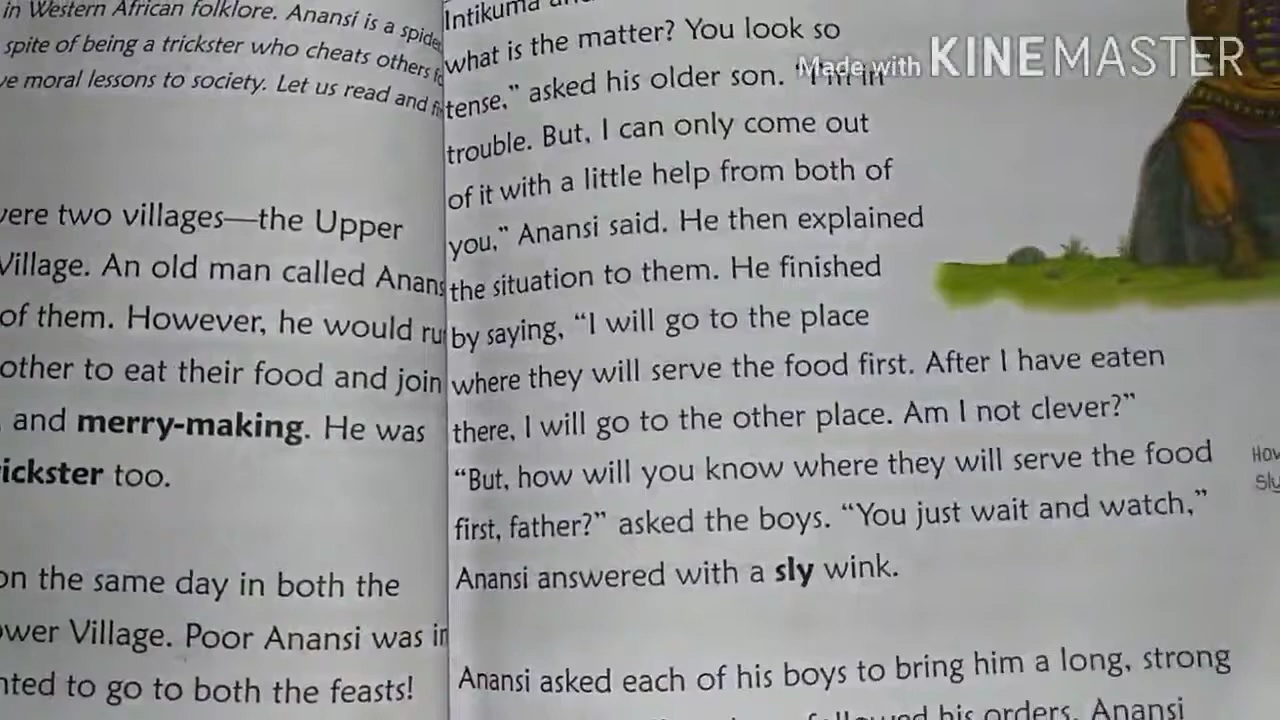 in Western African folklore. Anansi is a
spite of being a trickster who cheats others
moral lessons to society. Let us read and
two villages—the Upper
Village. An old man called
of them. However, he would
other to eat their food and join
and merry-making. He was
too.
on the same day in both the
Village. Poor Anansi was
to go to both the feasts!
Intikuma
what is the matter? You look so
tense,” asked his older son. “I'm in
trouble. But, I can only come out
of it with a little help from both of
you,” Anansi said. He then explained
the situation to them. He finished
by saying, “I will go to the place
where they will serve the food first. After I have eaten
there, I will go to the other place. Am I not clever?”
“But, how will you know where they will serve the food
first, father?” asked the boys. “You just wait and watch,”
Anansi answered with a sly wink.
Anansi asked each of his boys to bring him a long, strong
his orders. Anansi
Made with KINEMASTER